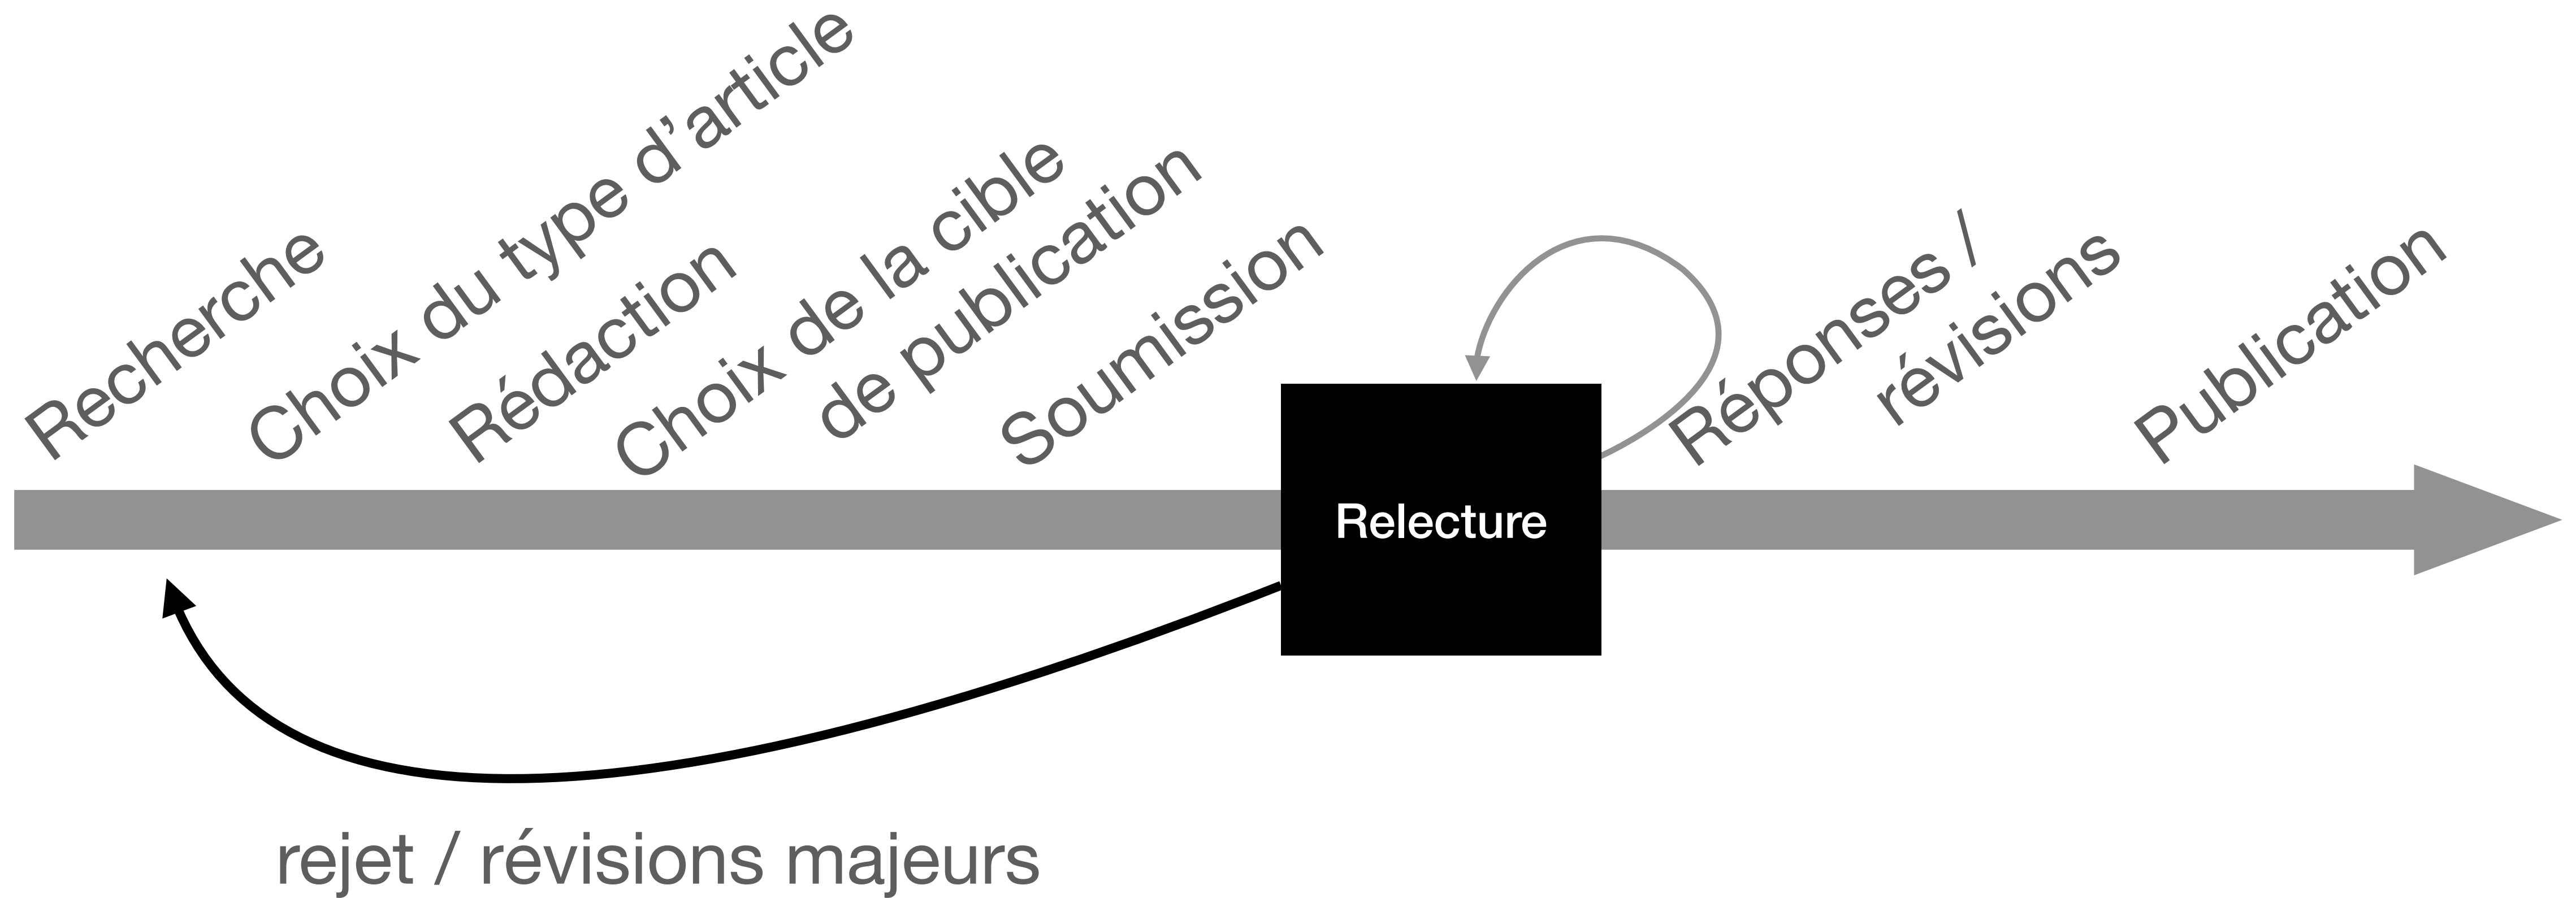 Recherche
Choix du type d’article
Rédaction
Choix de la cible
de publication
Soumission
Relecture
Réponses /
révisions
Publication
rejet / révisions majeurs